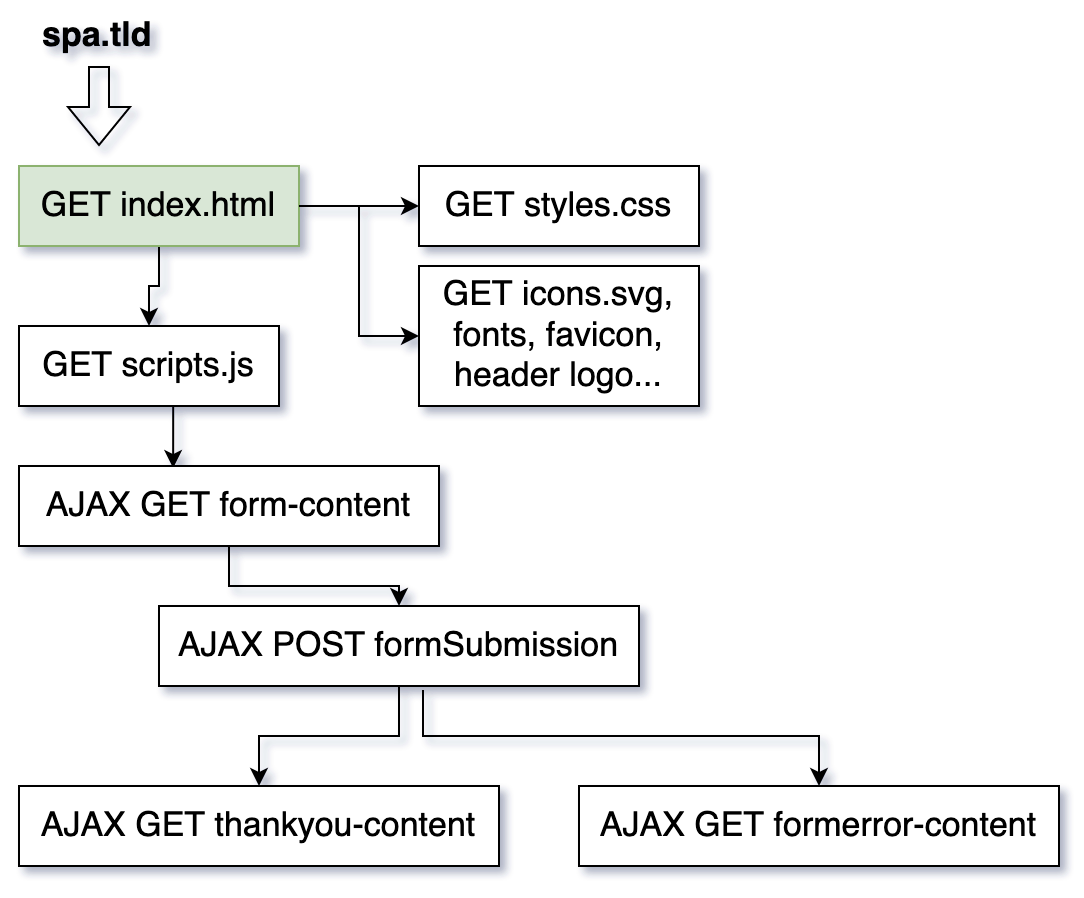 spa.tld
GET index.html
GET styles.css
GET icons.svg,
fonts, favicon,
header logo...
GET scripts.js
AJAX GET form-content
AJAX POST formSubmission
AJAX GET thankyou-content
AJAX GET formerror-content